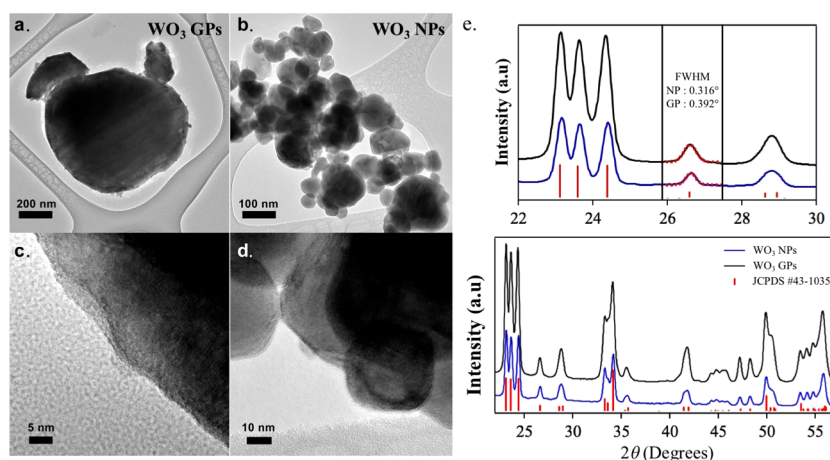 a.
WO3 GPs
200 nm
b.
WO3 NPs
100 nm
c.
5 nm
d.
10 nm
e.
Intensity (a.u)
FWHM
NP : 0.316°
GP : 0.392°
22 24 26 28 30
Intensity (a.u)
WO3 NPs
WO3 GPs
JCPDS #43-1035
25 30 35 40 45 50 55
2θ (Degrees)